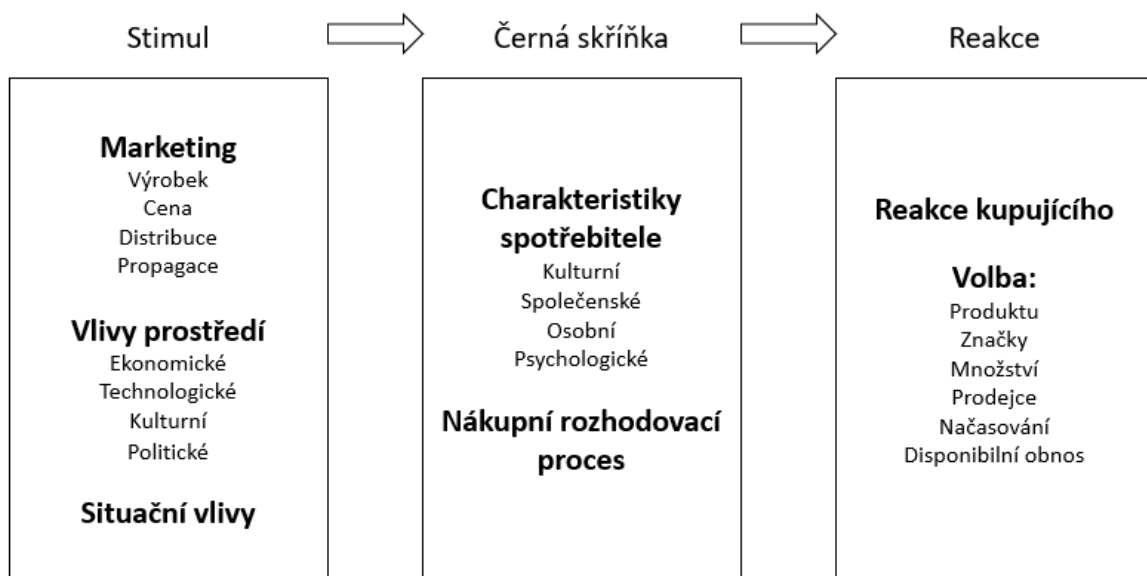 Stimul
Černá skříňka
Reakce
Marketing
Výrobek
Cena
Distribuce
Propagace
Vlivy prostředí
Ekonomické
Technologické
Kulturní
Politické
Situační vlivy
Charakteristiky
spotřebitele
Kulturní
Společenské
Osobní
Psychologické
Nákupní rozhodovací
proces
Reakce kupujícího
Volba:
Produktu
Značky
Množství
Prodejce
Načasování
Disponibilní obnos